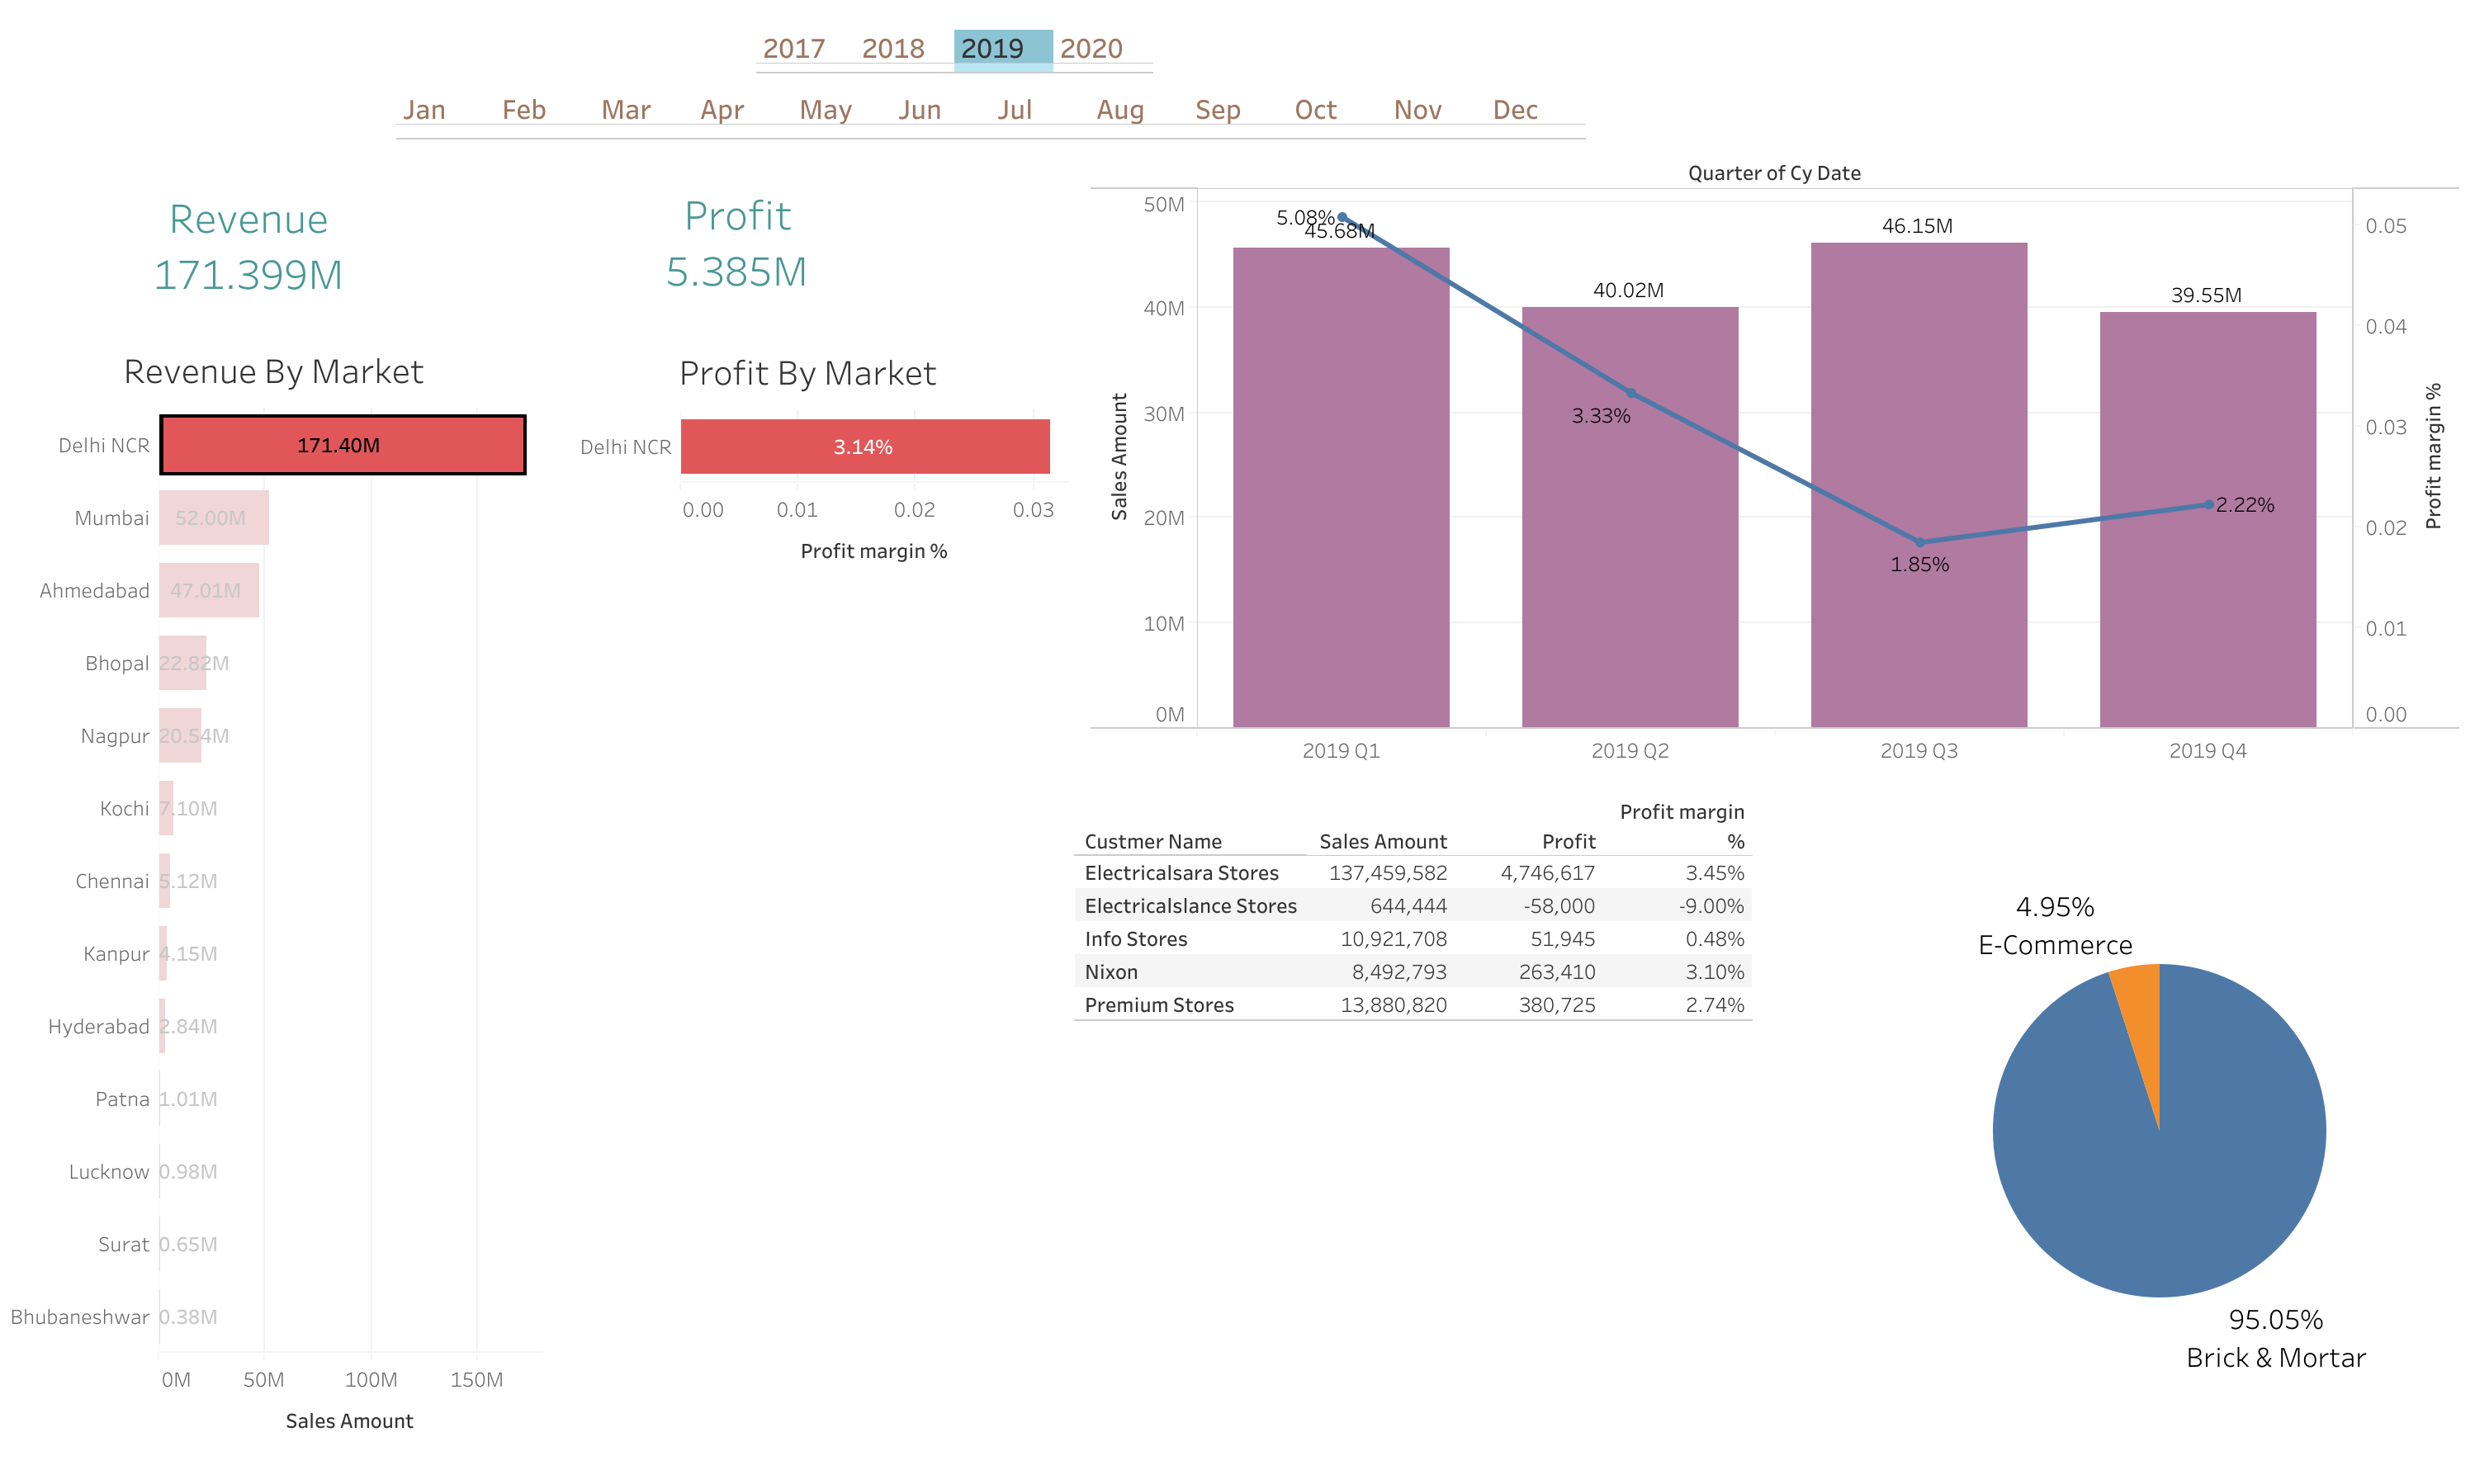 2017 2018 2019 2020
Jan Feb Mar Apr May Jun Jul Aug Sep Oct Nov Dec
Revenue
171.399M
Profit
5.385M
Revenue By Market
Delhi NCR 171.40M
Mumbai 52.00M
Ahmedabad 47.01M
Bhopal 22.82M
Nagpur 20.54M
Kochi 7.10M
Chennai 5.12M
Kanpur 4.15M
Hyderabad 2.84M
Patna 1.01M
Lucknow 0.98M
Surat 0.65M
Bhubaneshwar 0.38M
0M 50M 100M 150M
Sales Amount
Profit By Market
Delhi NCR 3.14%
0.00 0.01 0.02 0.03
Profit margin %
Quarter of Cy Date
50M
40M
30M
20M
10M
0M
Sales Amount
5.08%
45.68M
40.02M
46.15M
39.55M
3.33%
1.85%
2.22%
0.05
0.04
0.03
0.02
0.01
0.00
Profit margin %
2019 Q1 2019 Q2 2019 Q3 2019 Q4
Profit margin
Custmer Name Sales Amount Profit %
Electricalsara Stores 137,459,582 4,746,617 3.45%
Electricalslance Stores 644,444 -58,000 -9.00%
Info Stores 10,921,708 51,945 0.48%
Nixon 8,492,793 263,410 3.10%
Premium Stores 13,880,820 380,725 2.74%
4.95%
E-Commerce
95.05%
Brick & Mortar